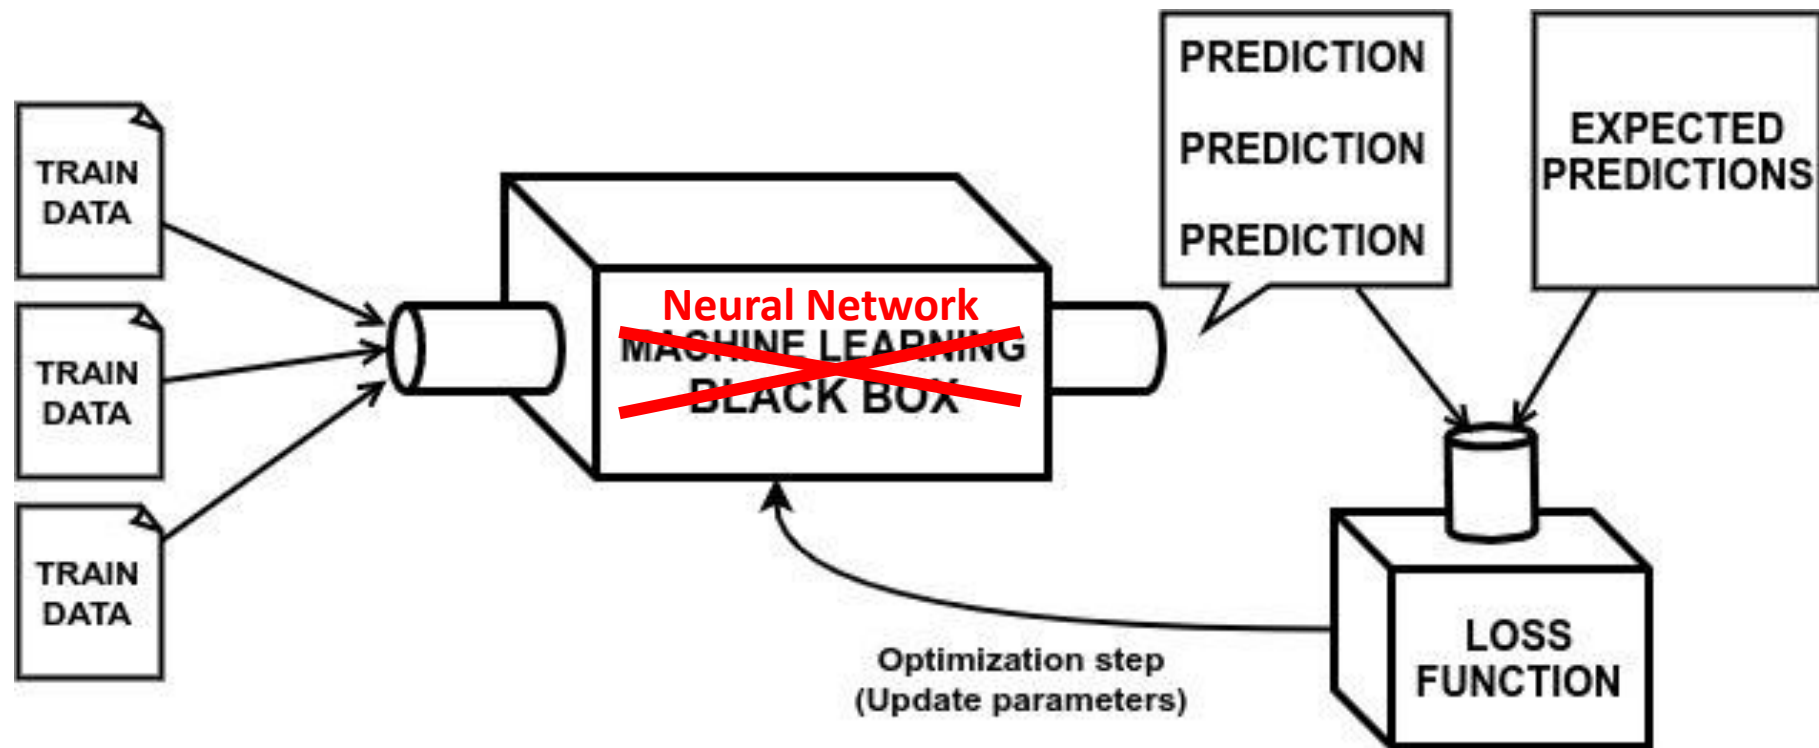 TRAIN
DATA
TRAIN
DATA
TRAIN
DATA
Neural Network
MACHINE LEARNING
BLACK BOX
PREDICTION
PREDICTION
PREDICTION
EXPECTED
PREDICTIONS
LOSS
FUNCTION
Optimization step
(Update parameters)